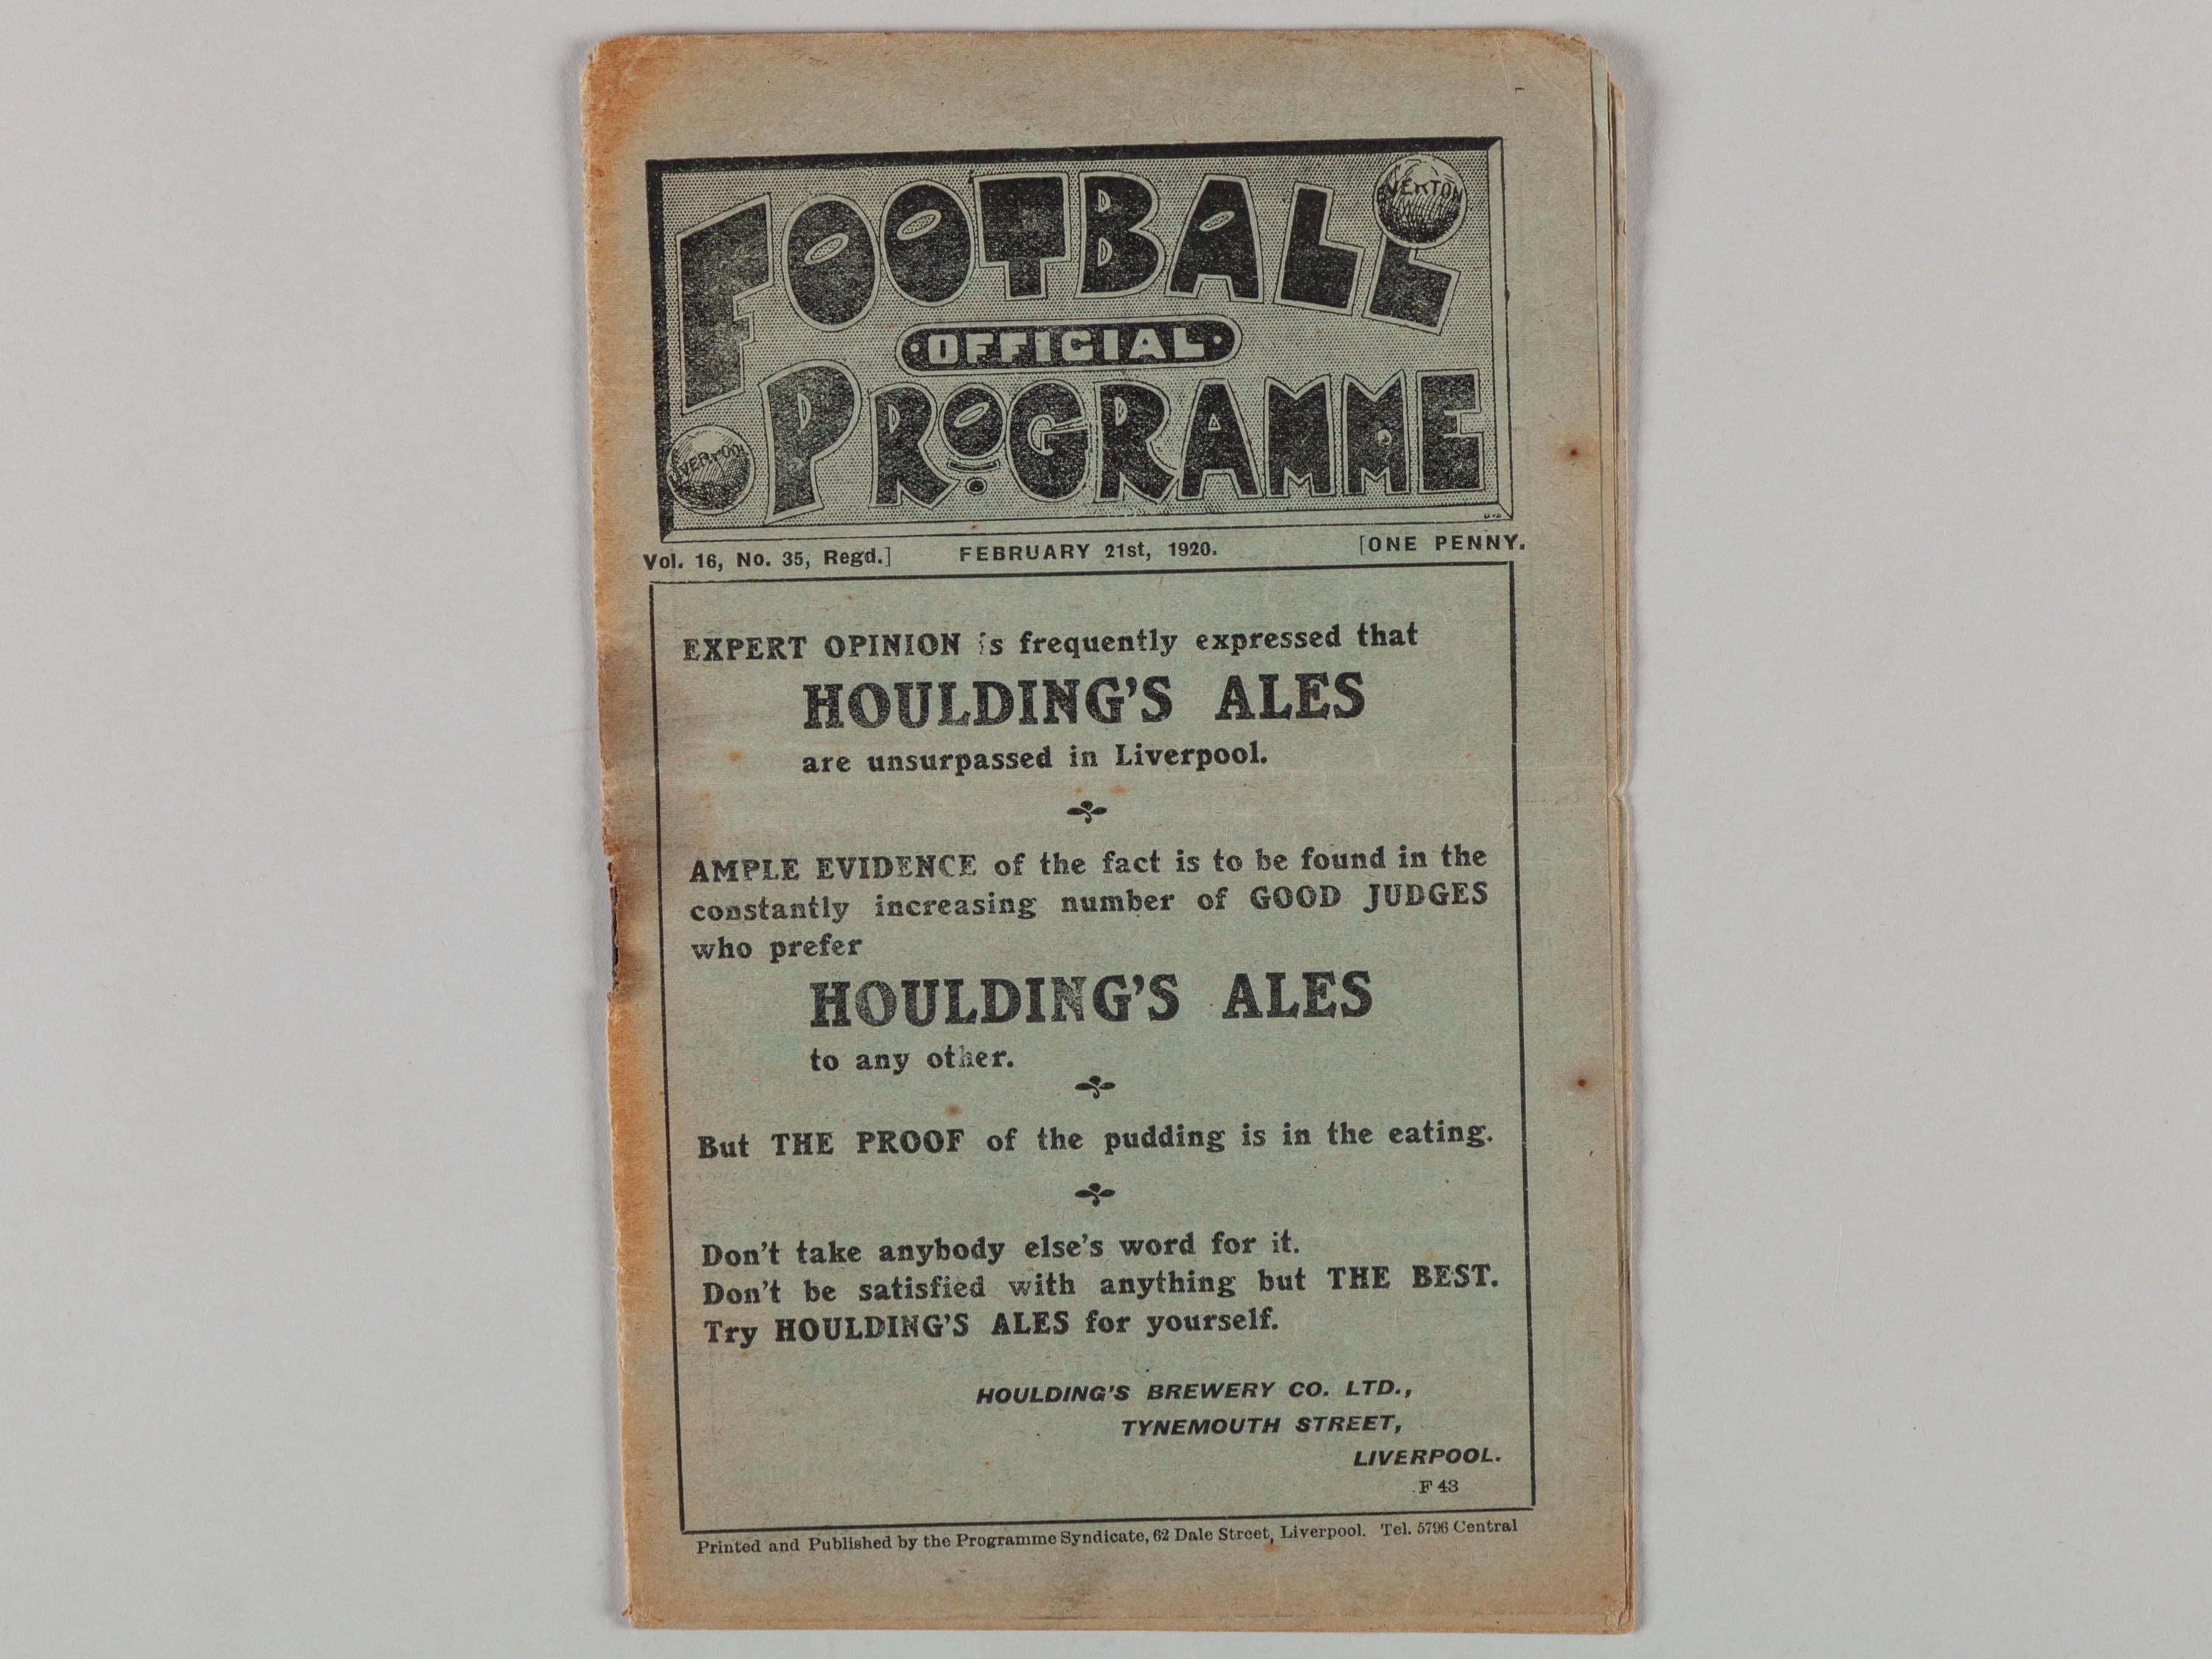 FOOTBALL
OFFICIAL
PROGRAMME
LIVERPOOL
Vol. 16, No. 35, Regd.] FEBRUARY 21st, 1920. [ONE PENNY.
EXPERT OPINION is frequently expressed that
HOULDING'S ALES
are unsurpassed in Liverpool.
AMPLE EVIDENCE of the fact is to be found in the
constantly increasing number of GOOD JUDGES
who prefer
HOULDING'S ALES
to any other.
But THE PROOF of the pudding is in the eating.
Don't take anybody else's word for it.
Don't be satisfied with anything but THE BEST.
Try HOULDING'S ALES for yourself.
HOULDING'S BREWERY CO. LTD.,
TYNEMOUTH STREET,
LIVERPOOL.
F 43
Printed and Published by the Programme Syndicate, 62 Dale Street, Liverpool. Tel. 5796 Central